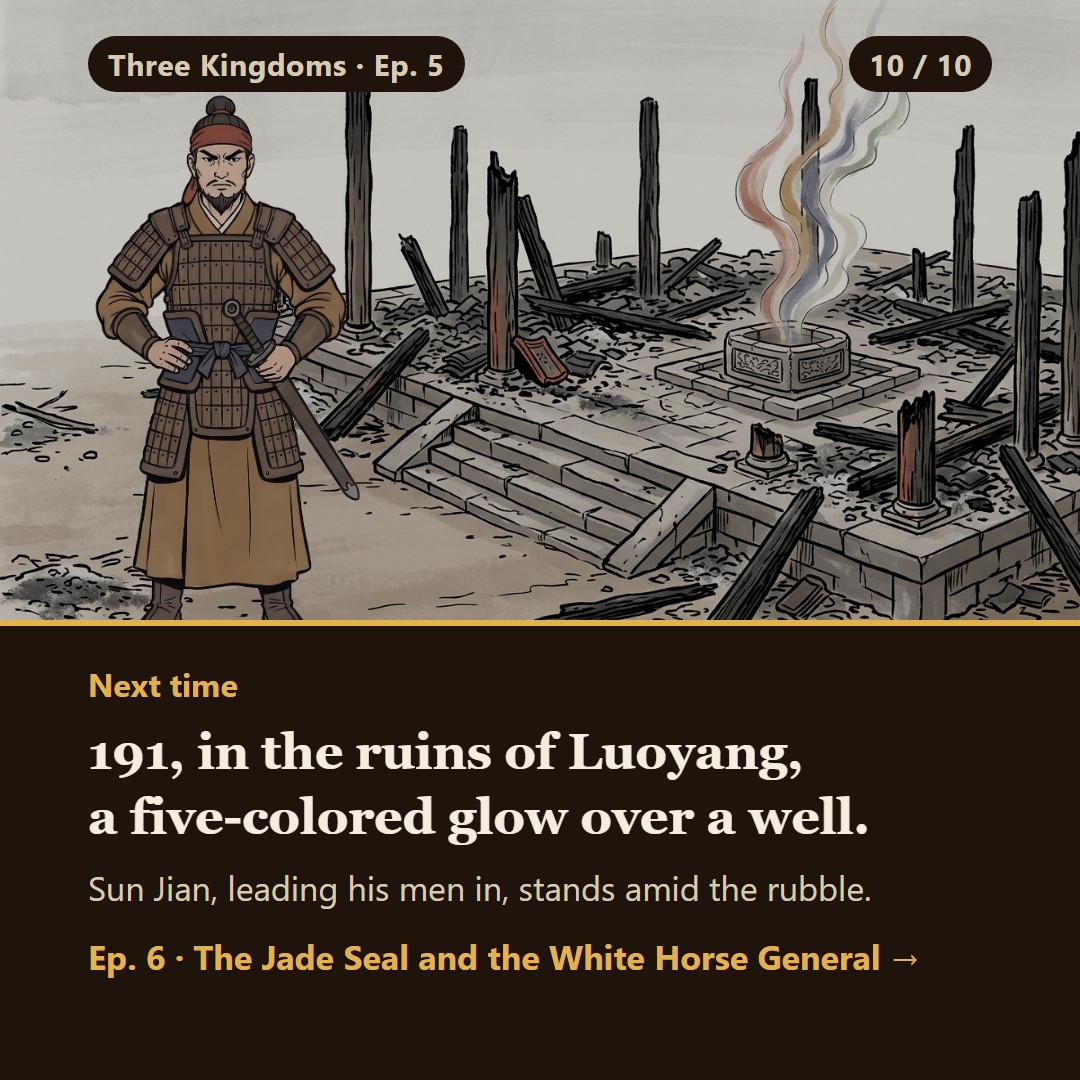 Three Kingdoms · Ep. 5
10 / 10
Next time
191, in the ruins of Luoyang,
a five-colored glow over a well.
Sun Jian, leading his men in, stands amid the rubble.
Ep. 6 · The Jade Seal and the White Horse General →